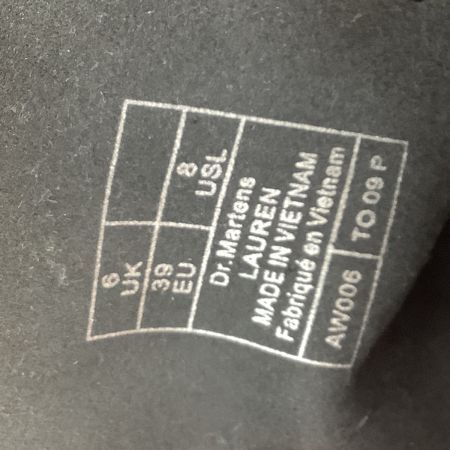 6
UK
39
EU
8
USL
Dr.Martens
LAUREN
MADE IN VIETNAM
Fabriqué en Vietnam
AW006
TO 09 P